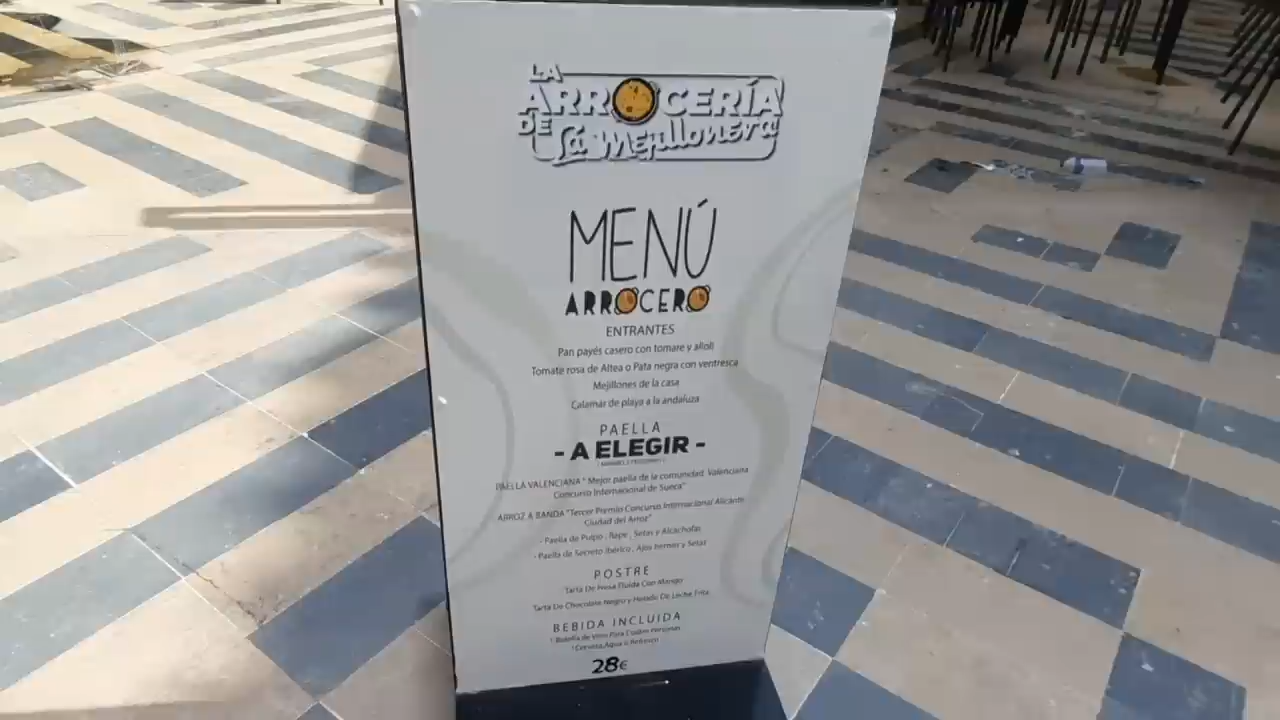 LA
ARROCERÍA
DE La Mejillonera
MENÚ
ARROCERO
ENTRANTES
Pan payés casero con tomare y alioli
Tomate rosa de Altea o Pata negra con ventresca
Mejillones de la casa
Calamar de playa a la andaluza
PAELLA
- A ELEGIR -
PAELLA VALENCIANA " Mejor paella de la comunidad Valenciana
Concurso Internacional de Sueca"
ARROZ A BANDA "Tercer Premio Concurso Internacional Alicante
Ciudad del Arroz"
- Paella de Pulpo , Rape , Setas y Alcachofas
- Paella de Secreto Ibérico , Ajos tiernos y Setas
POSTRE
Tarta De Fresa Fluida Con Mango
Tarta De Chocolate Negro y Helado De Leche Frita
BEBIDA INCLUIDA
1 Botella de Vino Para Cuatro Personas
1 Cerveza, Agua o Refresco
28€